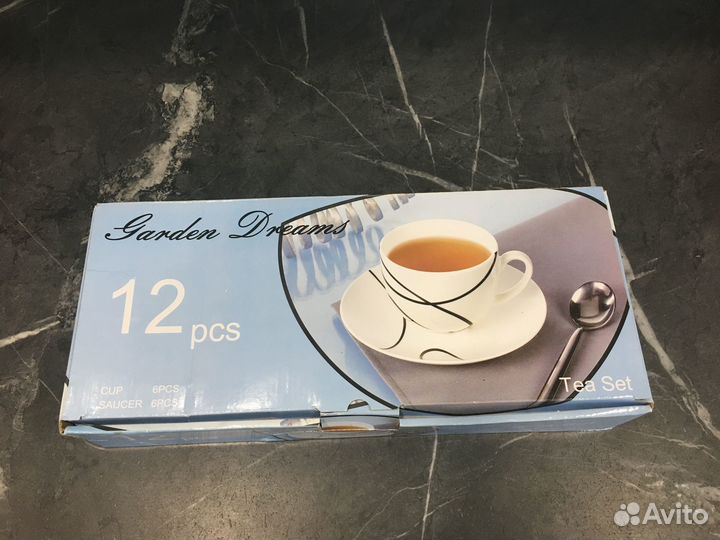 Garden Dreams
12 pcs
CUP 6PCS
SAUCER 6PCS
Tea Set
Avito